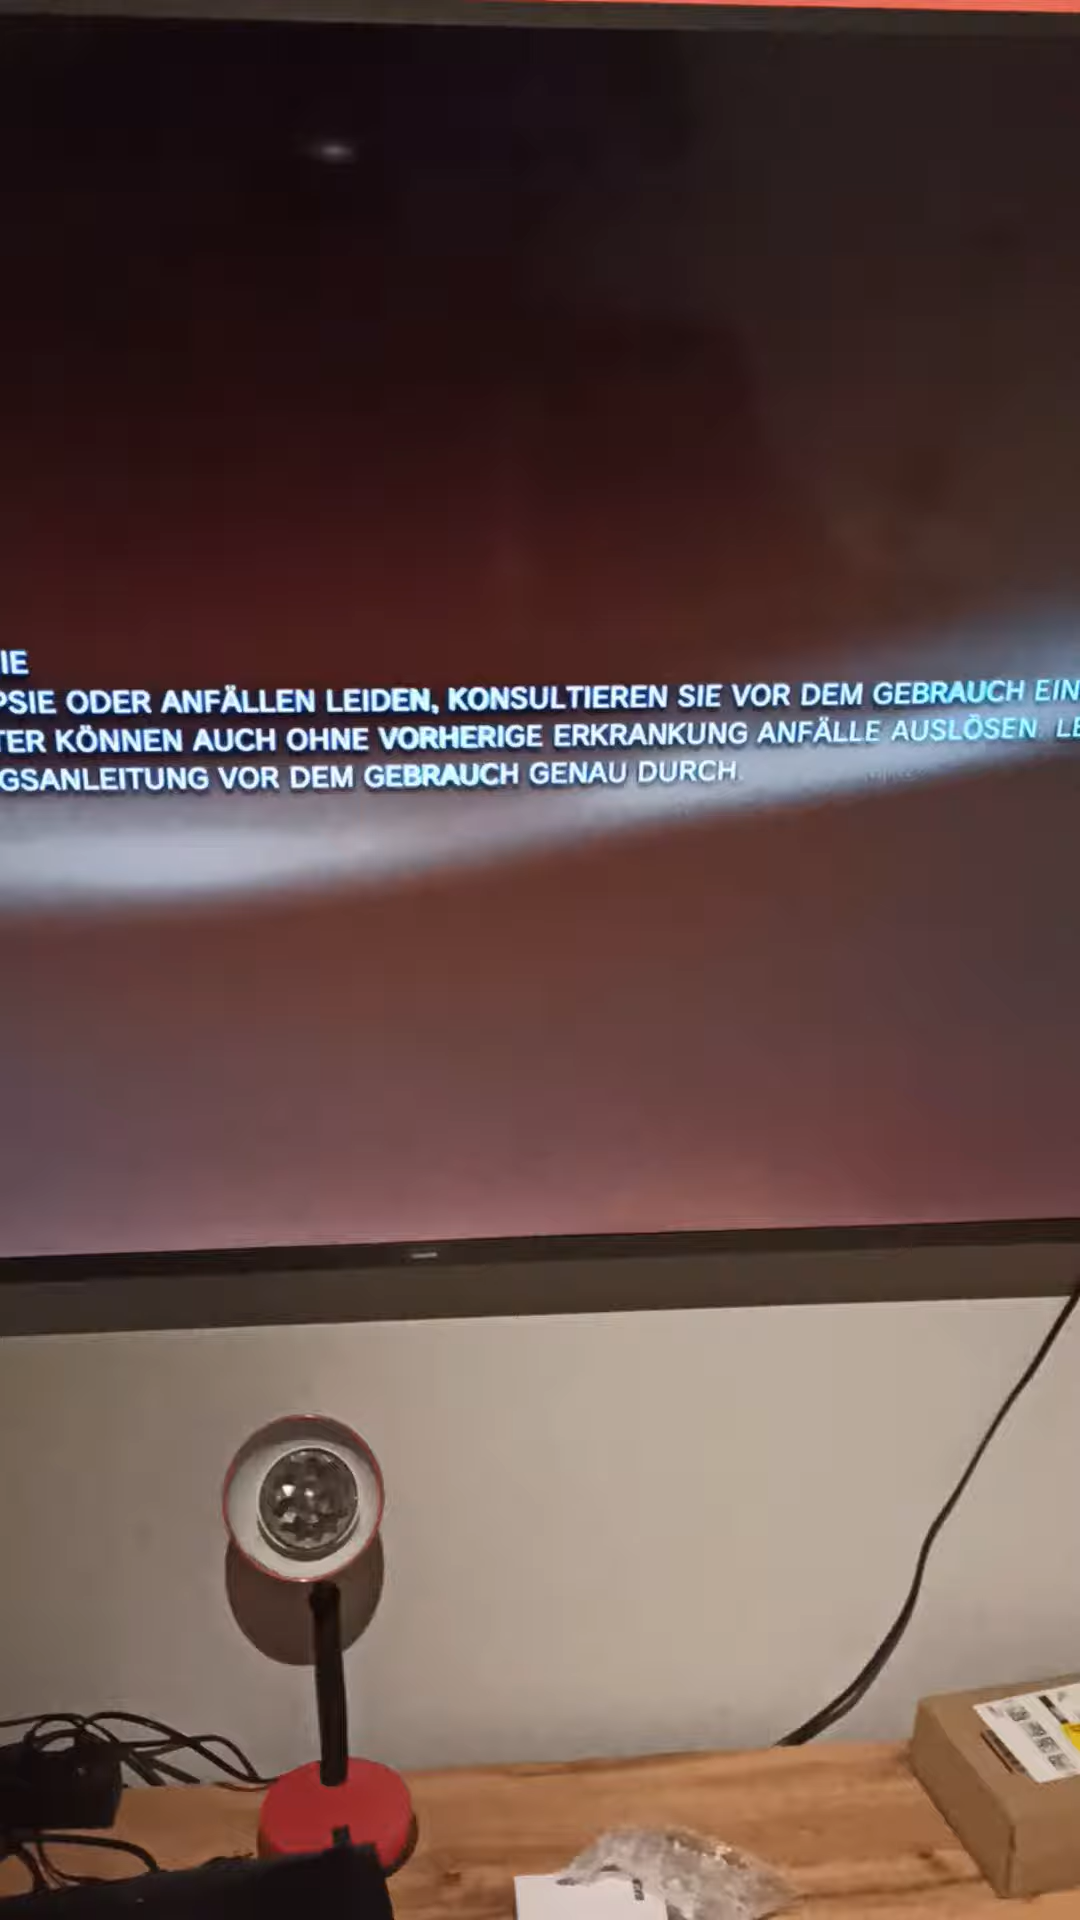 IE
PSIE ODER ANFÄLLEN LEIDEN, KONSULTIEREN SIE VOR DEM GEBRAUCH EIN
TER KÖNNEN AUCH OHNE VORHERIGE ERKRANKUNG ANFÄLLE AUSLÖSEN. LE
GSANLEITUNG VOR DEM GEBRAUCH GENAU DURCH.